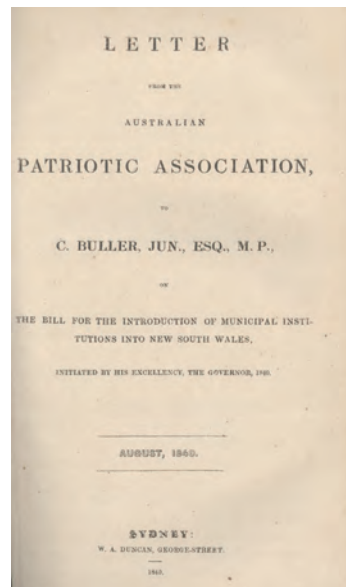 LETTER
FROM THE
AUSTRALIAN
PATRIOTIC ASSOCIATION,
TO
C. BULLER, JUN., ESQ., M. P.,
ON
THE BILL FOR THE INTRODUCTION OF MUNICIPAL INSTI-
TUTIONS INTO NEW SOUTH WALES,
INITIATED BY HIS EXCELLENCY, THE GOVERNOR, 1840.
AUGUST, 1840.
SYDNEY:
W. A. DUNCAN, GEORGE-STREET.